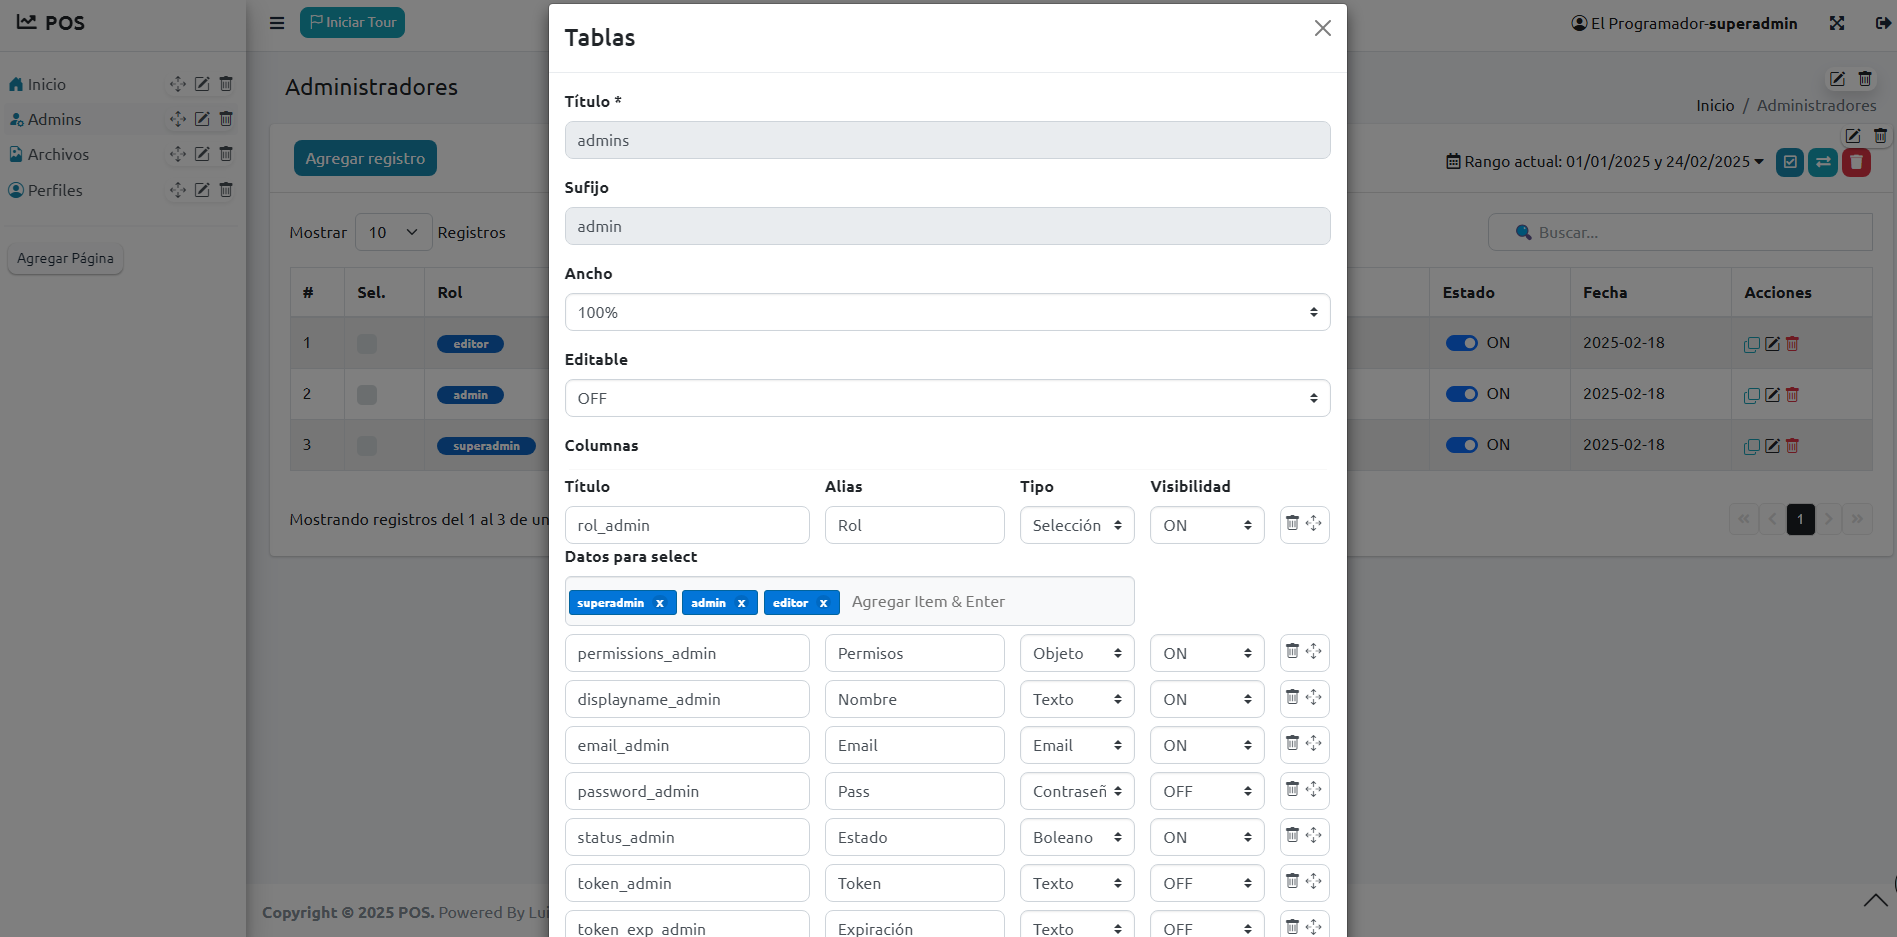 POS
Iniciar Tour
El Programador-superadmin
Inicio
Admins
Archivos
Perfiles
Agregar Página
Administradores
Inicio / Administradores
Agregar registro
Rango actual: 01/01/2025 y 24/02/2025
Mostrar 10 Registros
Buscar...
# Sel. Rol Estado Fecha Acciones
1 editor ON 2025-02-18
2 admin ON 2025-02-18
3 superadmin ON 2025-02-18
Mostrando registros del 1 al 3 de un
« < 1 > »
Copyright © 2025 POS. Powered By Lui
Tablas
Título *
admins
Sufijo
admin
Ancho
100%
Editable
OFF
Columnas
Título Alias Tipo Visibilidad
rol_admin Rol Selección ON
Datos para select
superadmin x admin x editor x Agregar Item & Enter
permissions_admin Permisos Objeto ON
displayname_admin Nombre Texto ON
email_admin Email Email ON
password_admin Pass Contraseñ OFF
status_admin Estado Boleano ON
token_admin Token Texto OFF
token_exp_admin Expiración Texto OFF